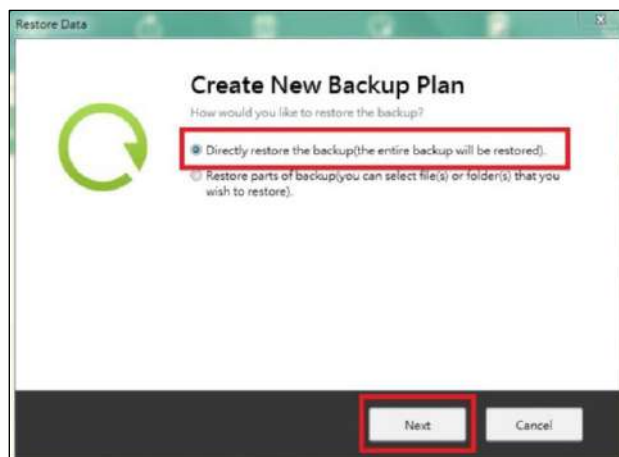 Restore Data
Create New Backup Plan
How would you like to restore the backup?
Directly restore the backup(the entire backup will be restored).
Restore parts of backup(you can select file(s) or folder(s) that you
wish to restore).
Next
Cancel